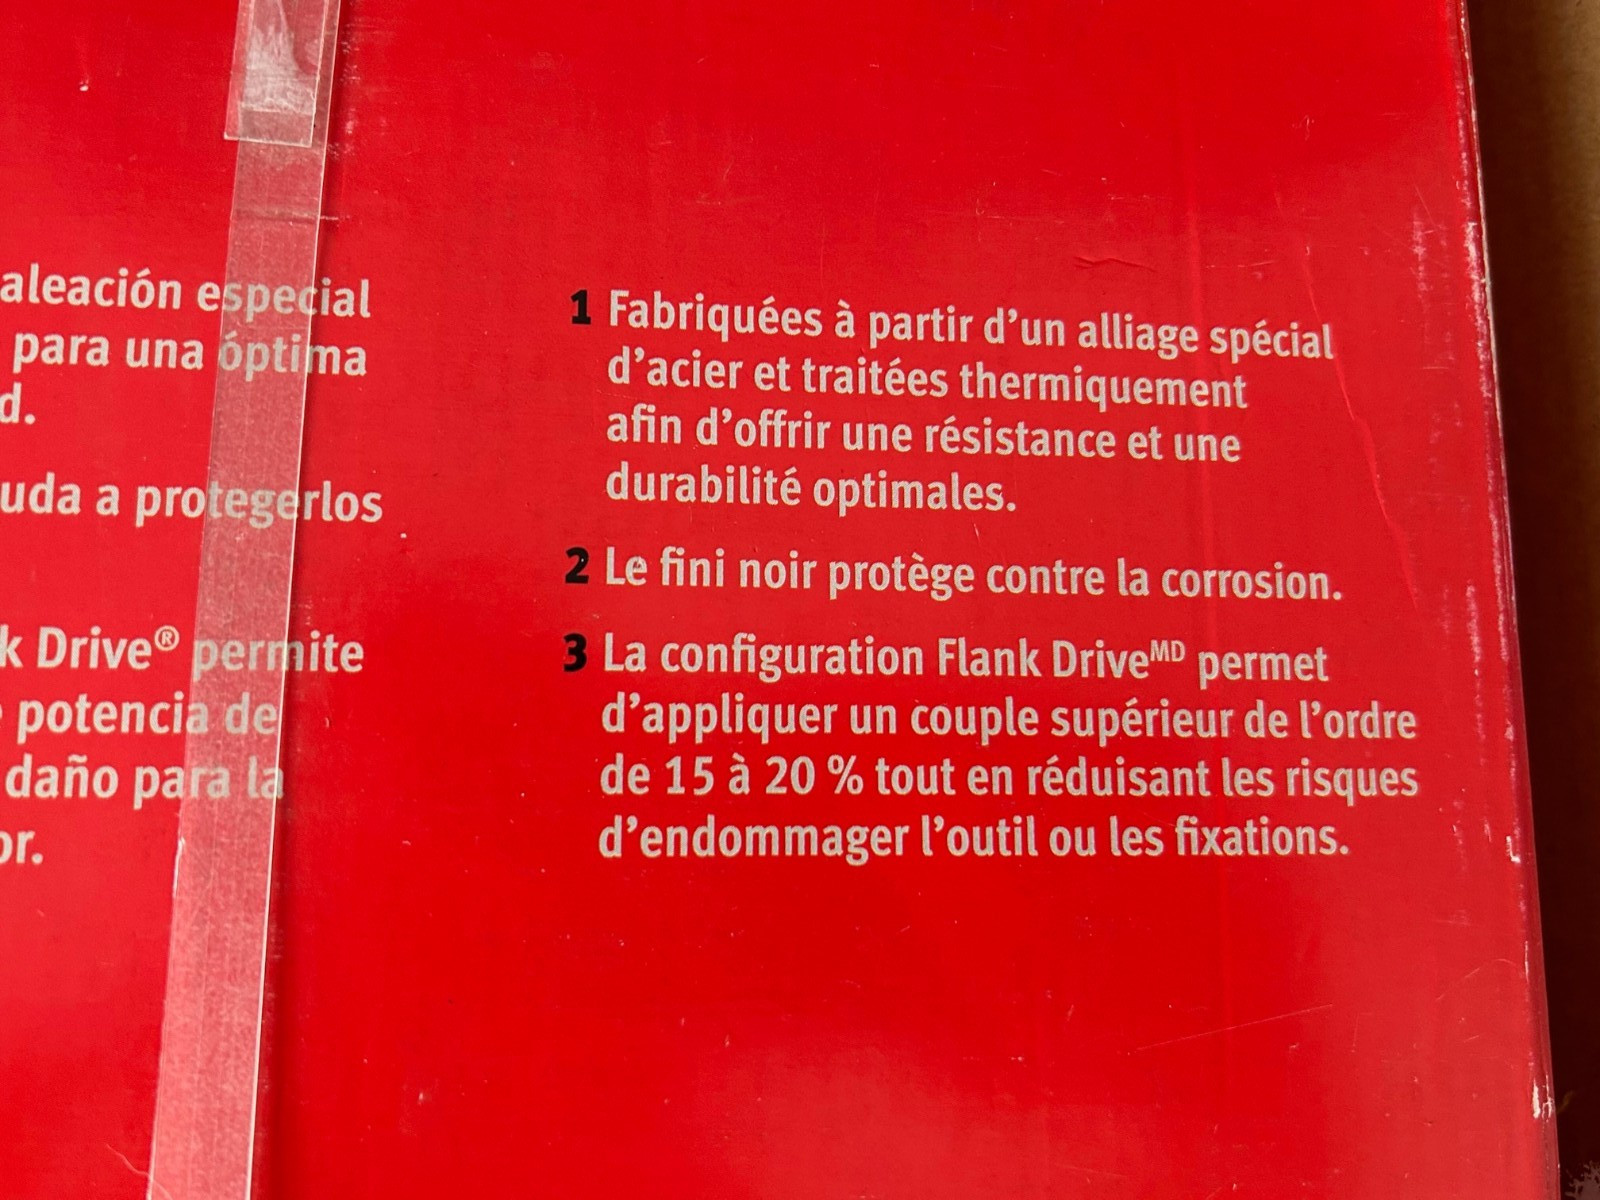 aleación especial
para una óptima
d.
uda a protegerlos
k Drive® permite
potencia de
daño para la
or.
1 Fabriquées à partir d’un alliage spécial
d’acier et traitées thermiquement
afin d’offrir une résistance et une
durabilité optimales.
2 Le fini noir protège contre la corrosion.
3 La configuration Flank Drive MD permet
d’appliquer un couple supérieur de l’ordre
de 15 à 20 % tout en réduisant les risques
d’endommager l’outil ou les fixations.